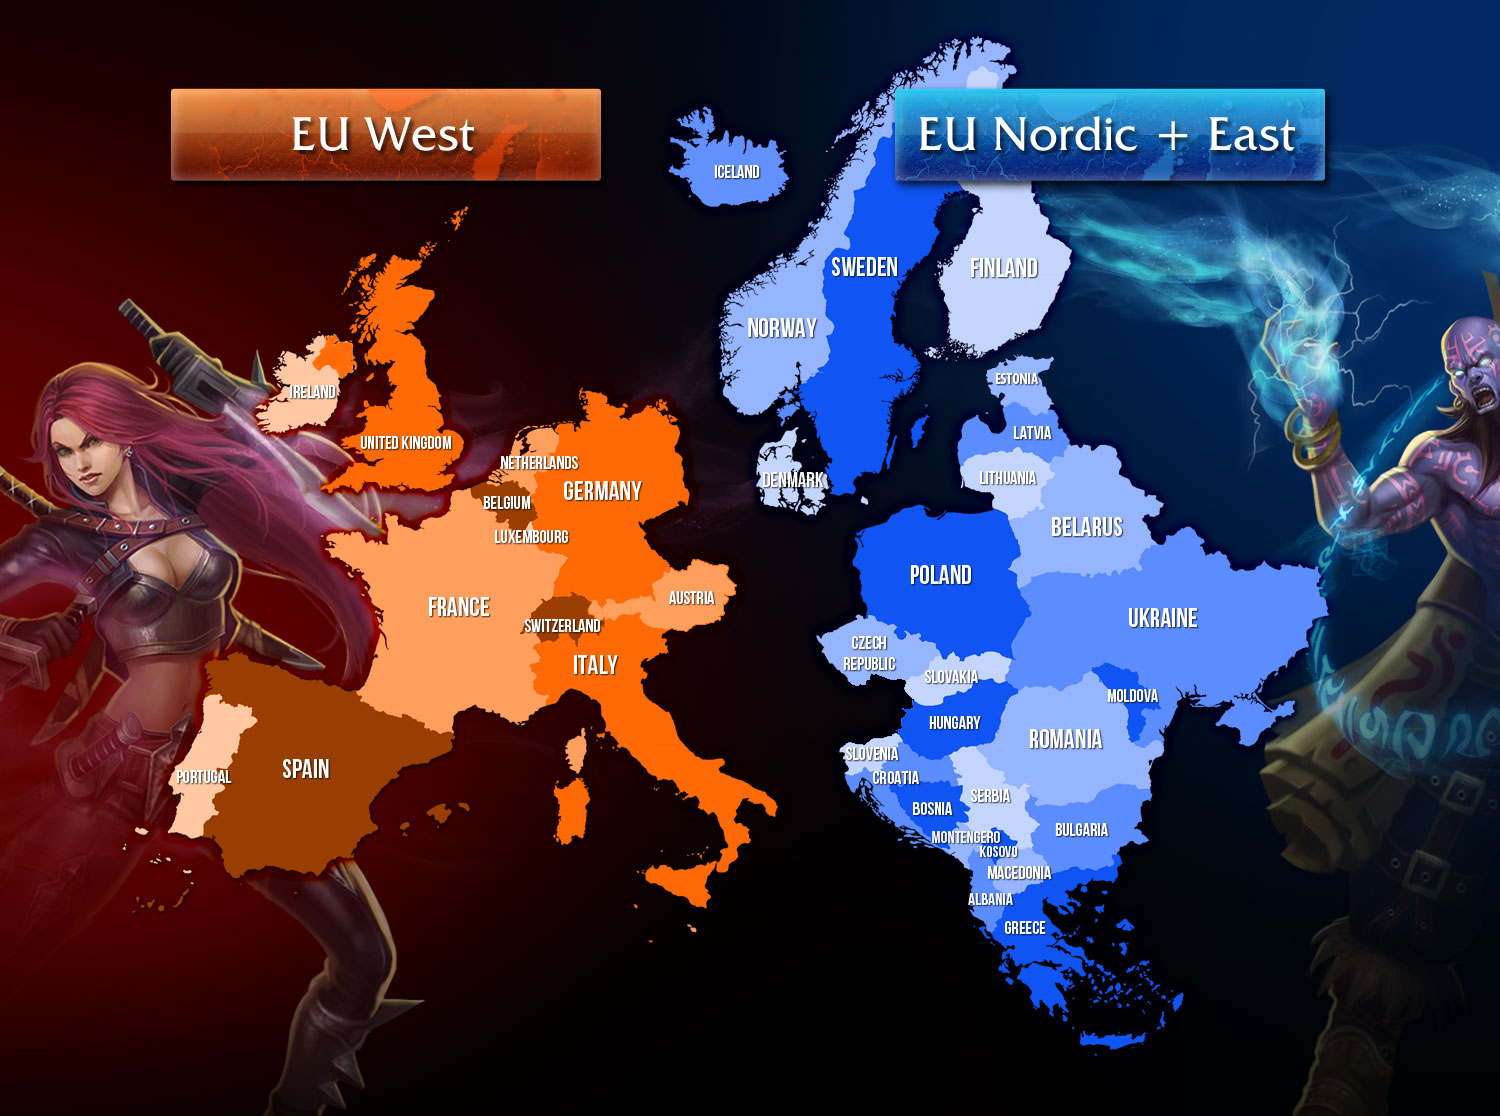 EU West
EU Nordic + East
ICELAND
SWEDEN
FINLAND
NORWAY
ESTONIA
IRELAND
LATVIA
UNITED KINGDOM
NETHERLANDS
LITHUANIA
DENMARK
GERMANY
BELGIUM
BELARUS
LUXEMBOURG
POLAND
AUSTRIA
FRANCE
UKRAINE
SWITZERLAND
CZECH
REPUBLIC
ITALY
SLOVAKIA
MOLDOVA
HUNGARY
ROMANIA
SLOVENIA
SPAIN
PORTUGAL
CROATIA
SERBIA
BOSNIA
BULGARIA
MONTENGERO
KOSOVO
MACEDONIA
ALBANIA
GREECE